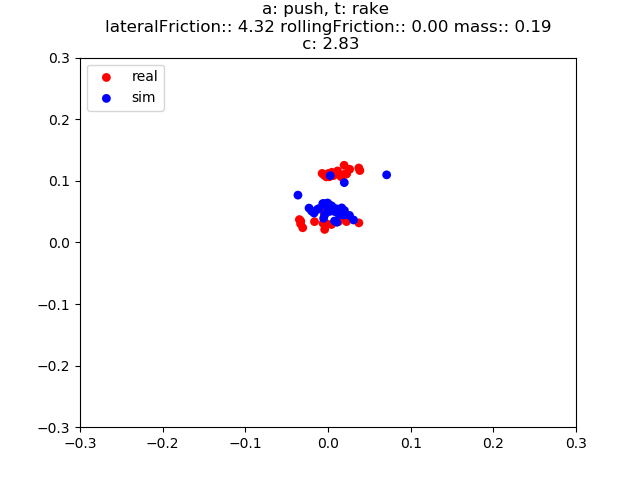 a: push, t: rake
lateralFriction:: 4.32 rollingFriction:: 0.00 mass:: 0.19
c: 2.83
real
sim
0.3
0.2
0.1
0.0
−0.1
−0.2
−0.3
−0.3
−0.2
−0.1
0.0
0.1
0.2
0.3